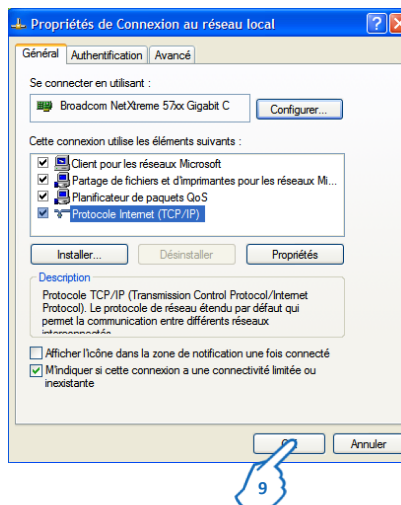 Propriétés de Connexion au réseau local
Général Authentification Avancé
Se connecter en utilisant :
Broadcom NetXtreme 57xx Gigabit C Configurer...
Cette connexion utilise les éléments suivants :
Client pour les réseaux Microsoft
Partage de fichiers et d'imprimantes pour les réseaux Mi...
Planificateur de paquets QoS
Protocole Internet (TCP/IP)
Installer... Désinstaller Propriétés
Description
Protocole TCP/IP (Transmission Control Protocol/Internet
Protocol). Le protocole de réseau étendu par défaut qui
permet la communication entre différents réseaux
Afficher l'icône dans la zone de notification une fois connecté
M'indiquer si cette connexion a une connectivité limitée ou
inexistante
Annuler
9